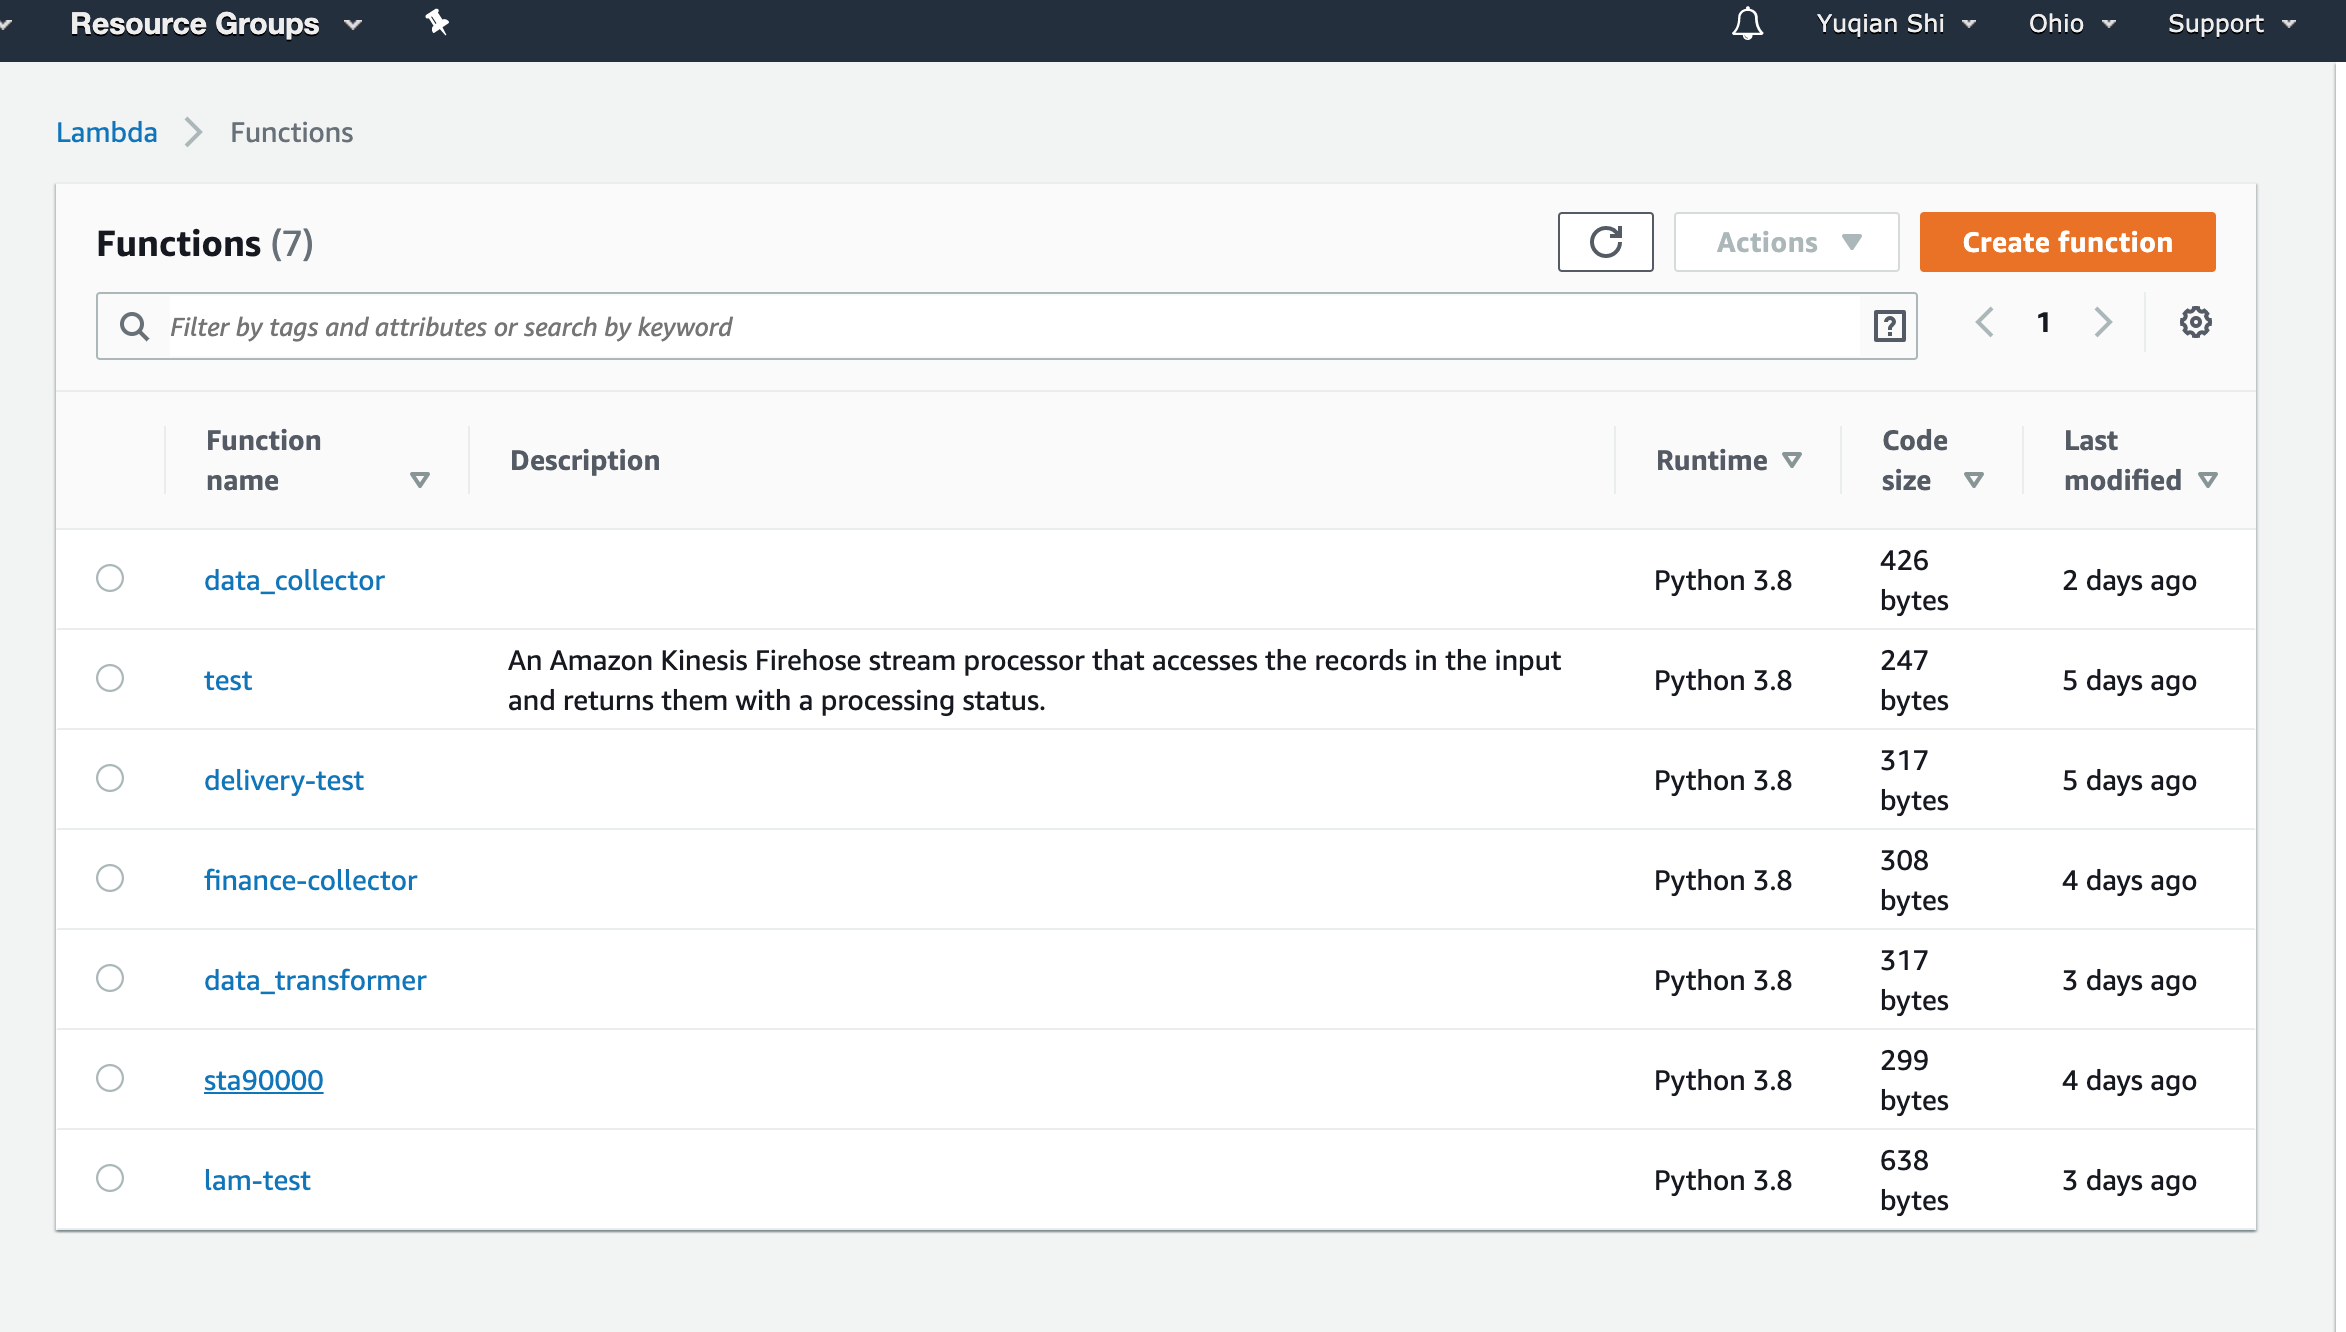 Resource Groups
Yuqian Shi
Ohio
Support
Lambda
Functions
Functions (7)
Actions
Create function
Filter by tags and attributes or search by keyword
?
1
Function name
Description
Runtime
Code size
Last modified
data_collector
Python 3.8
426 bytes
2 days ago
test
An Amazon Kinesis Firehose stream processor that accesses the records in the input
and returns them with a processing status.
Python 3.8
247 bytes
5 days ago
delivery-test
Python 3.8
317 bytes
5 days ago
finance-collector
Python 3.8
308 bytes
4 days ago
data_transformer
Python 3.8
317 bytes
3 days ago
sta90000
Python 3.8
299 bytes
4 days ago
lam-test
Python 3.8
638 bytes
3 days ago